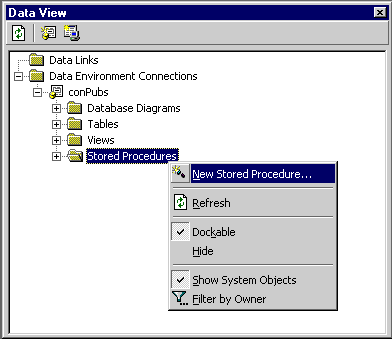 Data View
Data Links
Data Environment Connections
conPubs
Database Diagrams
Tables
Views
Stored Procedures
New Stored Procedure...
Refresh
Dockable
Hide
Show System Objects
Filter by Owner